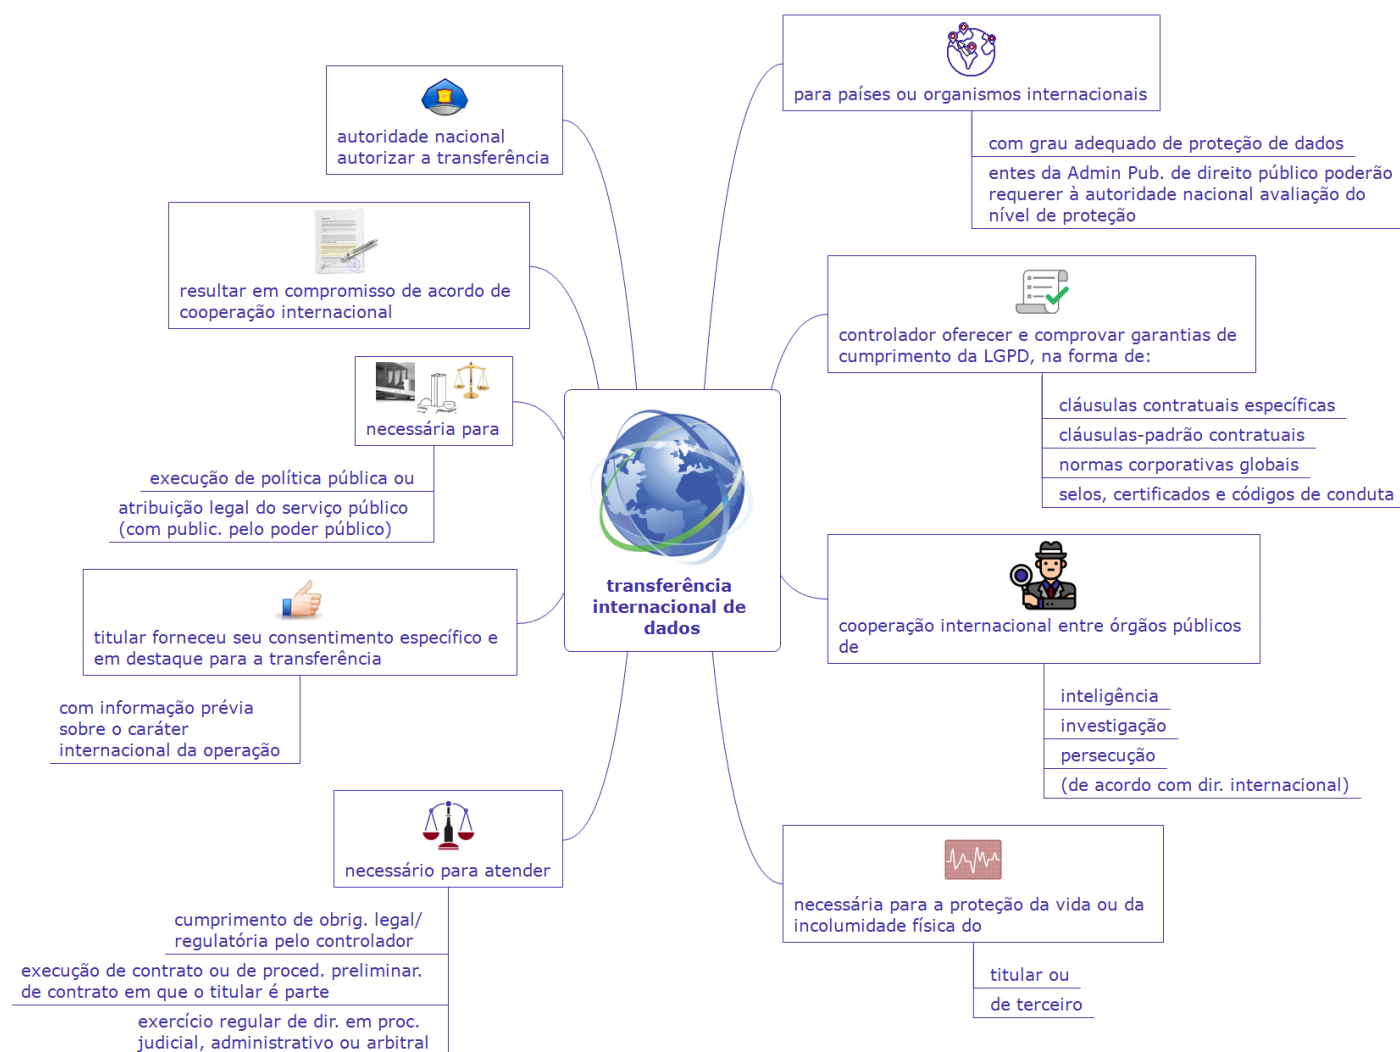 transferência
internacional de
dados
para países ou organismos internacionais
com grau adequado de proteção de dados
entes da Admin Pub. de direito público poderão
requerer à autoridade nacional avaliação do
nível de proteção
controlador oferecer e comprovar garantias de
cumprimento da LGPD, na forma de:
cláusulas contratuais específicas
cláusulas-padrão contratuais
normas corporativas globais
selos, certificados e códigos de conduta
cooperação internacional entre órgãos públicos
de
inteligência
investigação
persecução
(de acordo com dir. internacional)
necessária para a proteção da vida ou da
incolumidade física do
titular ou
de terceiro
autoridade nacional
autorizar a transferência
resultar em compromisso de acordo de
cooperação internacional
necessária para
execução de política pública ou
atribuição legal do serviço público
(com public. pelo poder público)
titular forneceu seu consentimento específico e
em destaque para a transferência
com informação prévia
sobre o caráter
internacional da operação
necessário para atender
cumprimento de obrig. legal/
regulatória pelo controlador
execução de contrato ou de proced. preliminar.
de contrato em que o titular é parte
exercício regular de dir. em proc.
judicial, administrativo ou arbitral